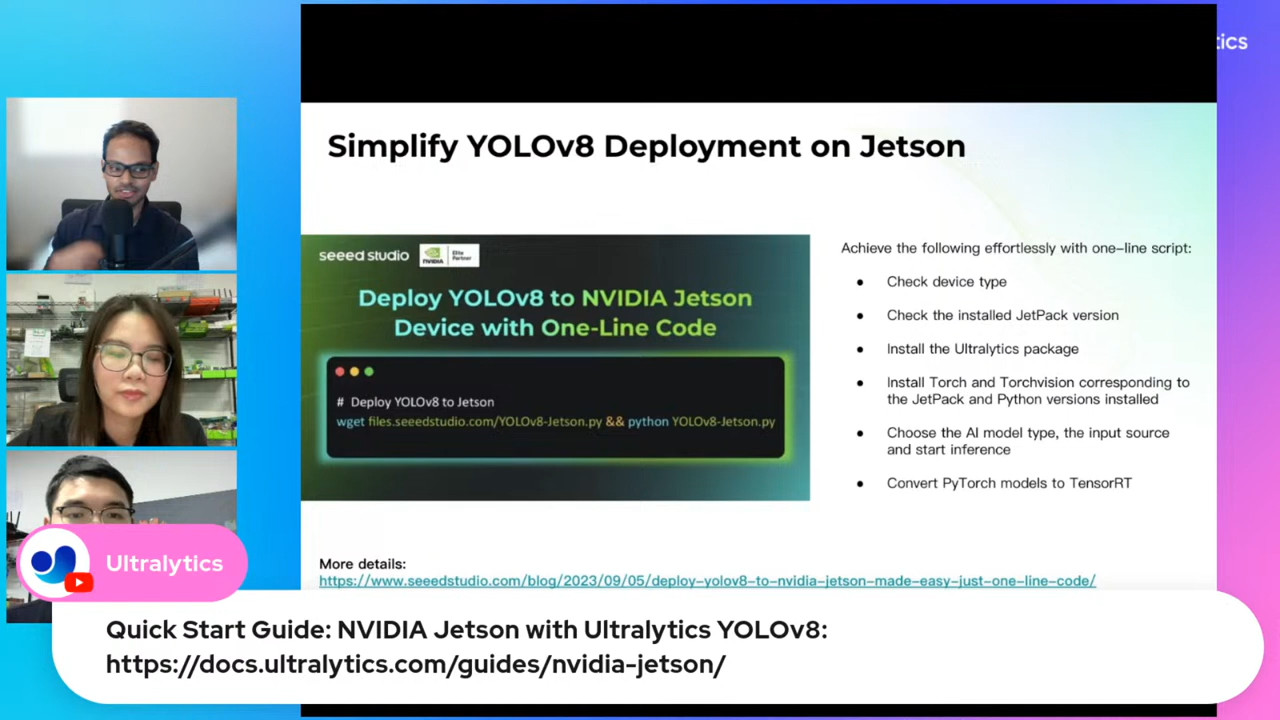 tics
Simplify YOLOv8 Deployment on Jetson
seeed studio
NVIDIA
Elite
Partner
Deploy YOLOv8 to NVIDIA Jetson
Device with One-Line Code
# Deploy YOLOv8 to Jetson
wget files.seeedstudio.com/YOLOv8-Jetson.py && python YOLOv8-Jetson.py
Achieve the following effortlessly with one-line script:
● Check device type
● Check the installed JetPack version
● Install the Ultralytics package
● Install Torch and Torchvision corresponding to
the JetPack and Python versions installed
● Choose the AI model type, the input source
and start inference
● Convert PyTorch models to TensorRT
More details:
https://www.seeedstudio.com/blog/2023/09/05/deploy-yolov8-to-nvidia-jetson-made-easy-just-one-line-code/
Ultralytics
Quick Start Guide: NVIDIA Jetson with Ultralytics YOLOv8:
https://docs.ultralytics.com/guides/nvidia-jetson/